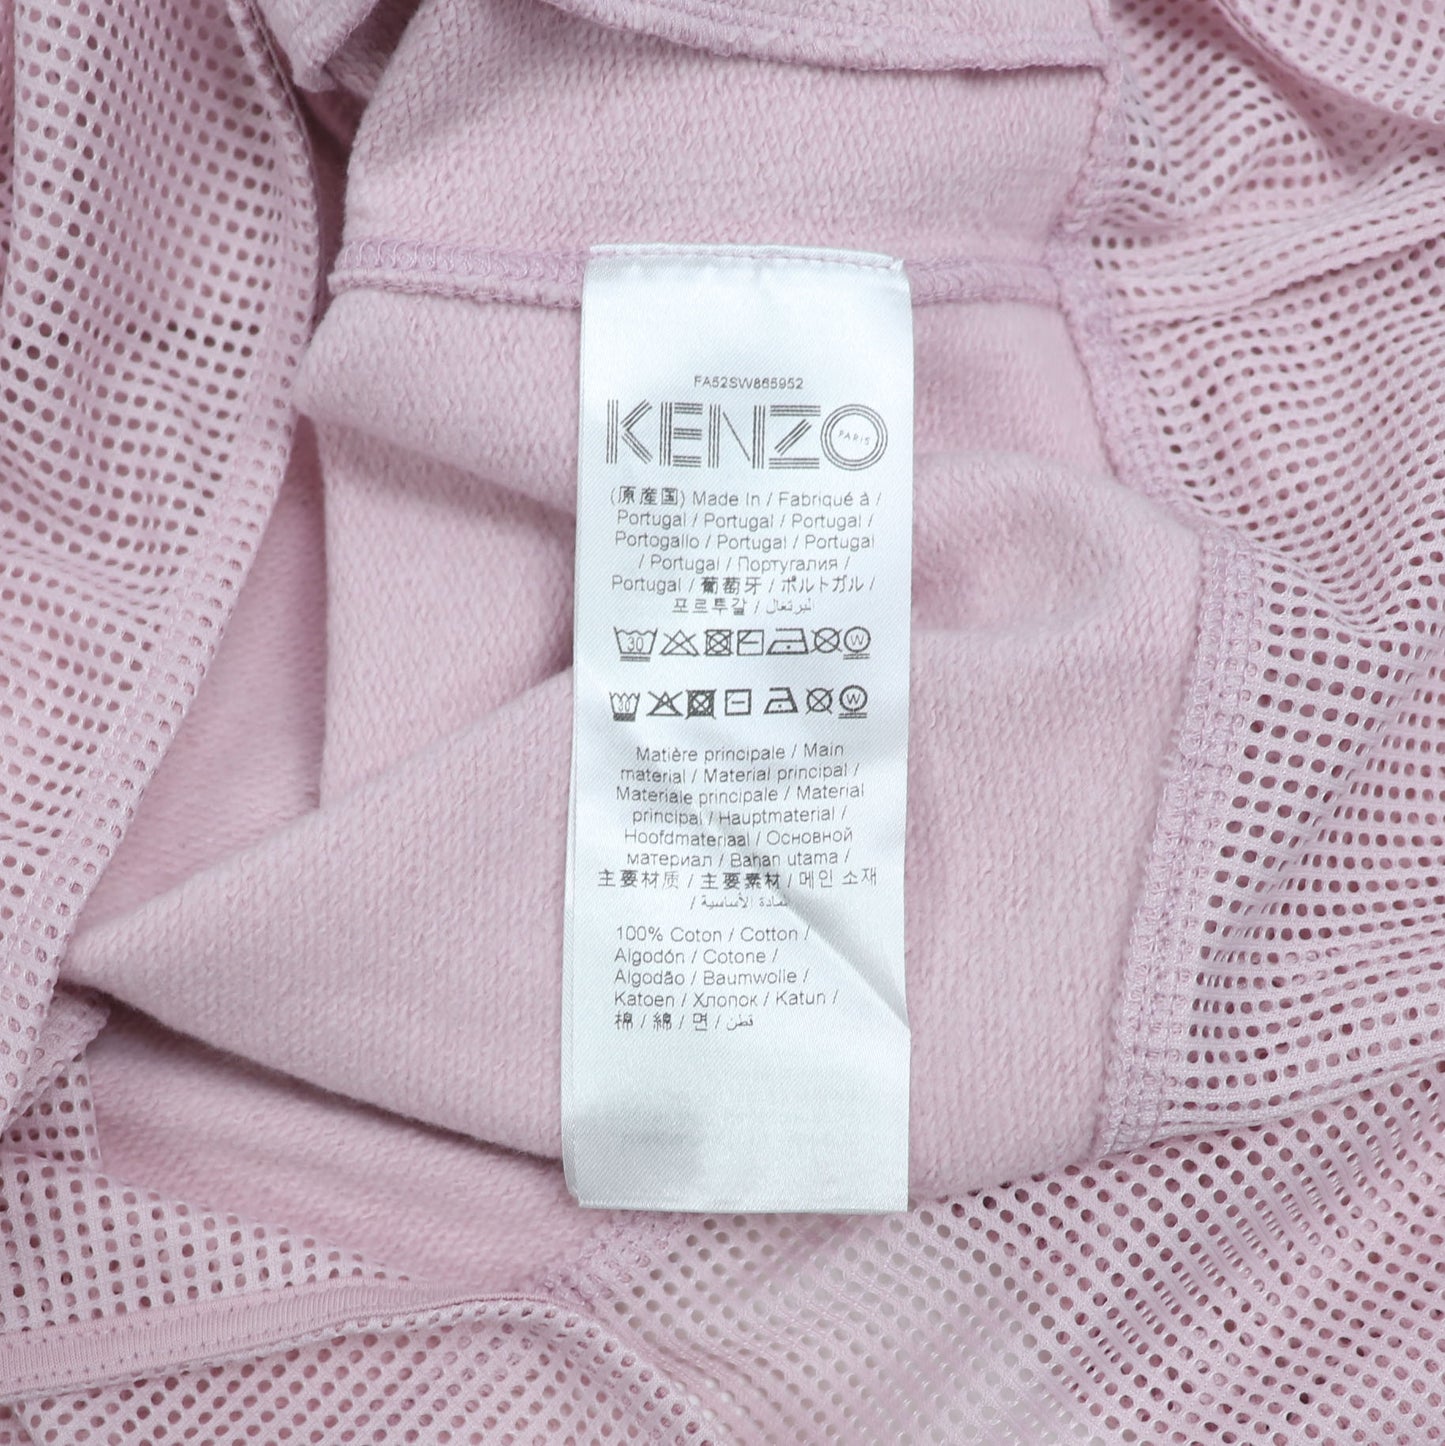 FA52SW865952
KENZO
PARIS
(原産国) Made In / Fabriqué à /
Portugal / Portugal / Portugal /
Portogallo / Portugal / Portugal
/ Portugal / Португалия /
Portugal / 葡萄牙 / ポルトガル /
포르투갈 / البرتغال
30 W
W
Matière principale / Main
material / Material principal /
Materiale principale / Material
principal / Hauptmaterial /
Hoofdmateriaal / Основной
материал / Bahan utama /
主要材质 / 主要素材 / 메인 소재
/ المادة الأساسية
100% Coton / Cotton /
Algodón / Cotone /
Algodão / Baumwolle /
Katoen / Хлопок / Katun /
棉 / 綿 / 면 / قطن